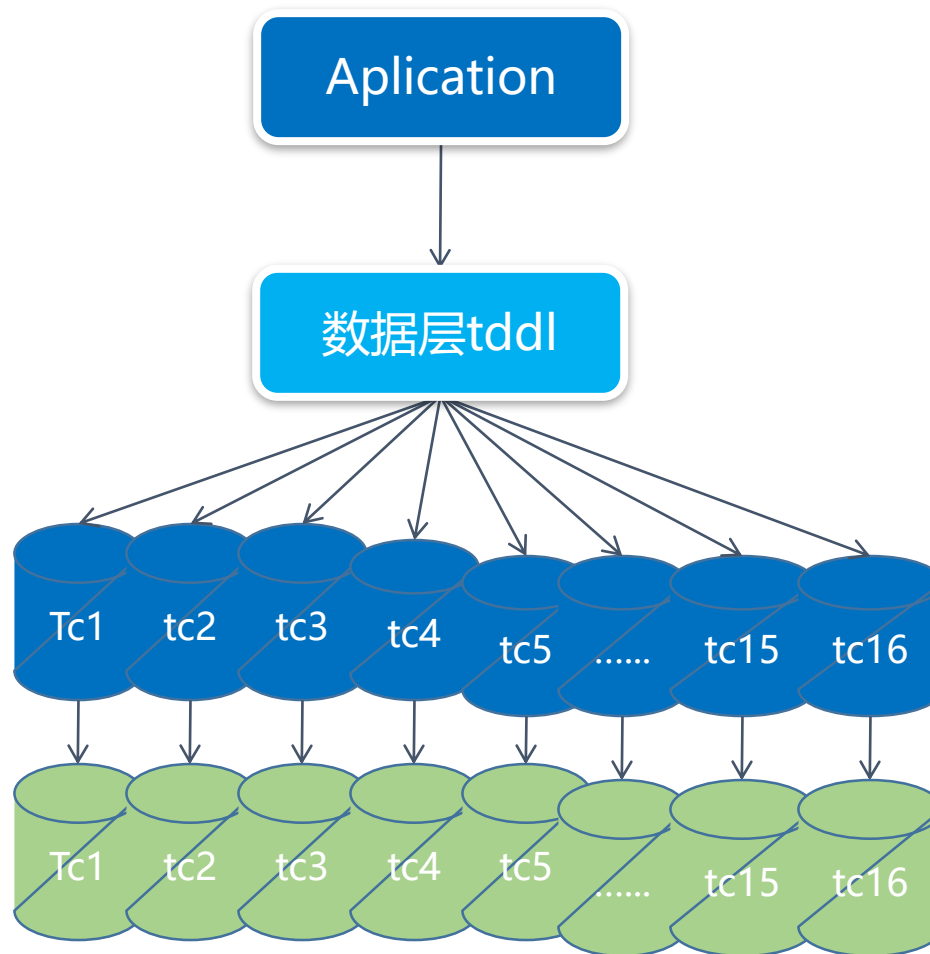 Aplication
数据层tddl
Tc1 tc2 tc3 tc4 tc5 ...... tc15 tc16
Tc1 tc2 tc3 tc4 tc5 ...... tc15 tc16